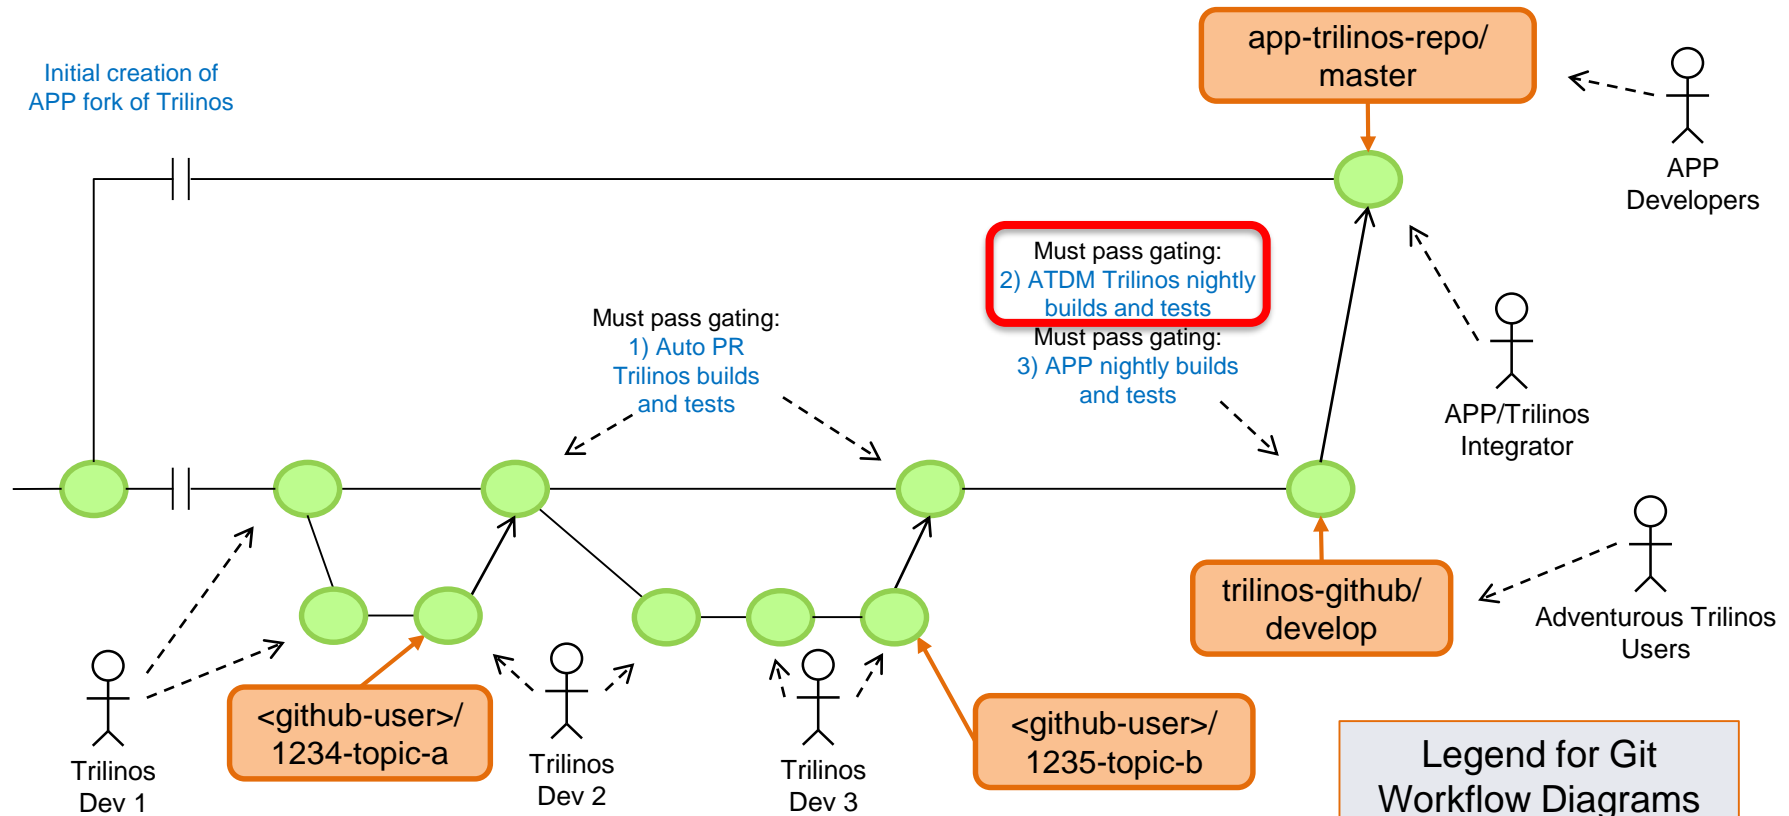 Initial creation of
APP fork of Trilinos
app-trilinos-repo/
master
APP
Developers
Must pass gating:
2) ATDM Trilinos nightly
builds and tests
Must pass gating:
3) APP nightly builds
and tests
Must pass gating:
1) Auto PR
Trilinos builds
and tests
APP/Trilinos
Integrator
trilinos-github/
develop
Adventurous Trilinos
Users
<github-user>/
1234-topic-a
<github-user>/
1235-topic-b
Trilinos
Dev 1
Trilinos
Dev 2
Trilinos
Dev 3
Legend for Git
Workflow Diagrams